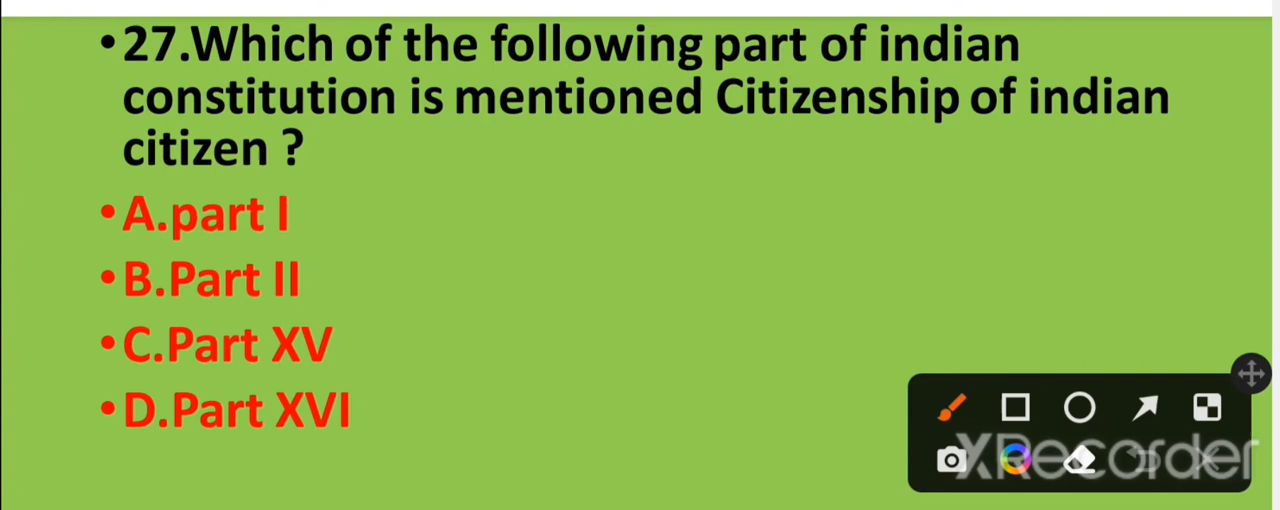 •27.Which of the following part of indian
constitution is mentioned Citizenship of indian
citizen ?
•A.part I
•B.Part II
•C.Part XV
•D.Part XVI
XRecorder